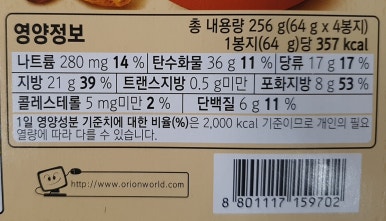 영양정보
총 내용량 256 g(64 g x 4봉지)
1봉지(64 g)당 357 kcal
나트륨 280 mg 14 % 탄수화물 36 g 11 % 당류 17 g 17 %
지방 21 g 39 % 트랜스지방 0.5 g미만 포화지방 8 g 53 %
콜레스테롤 5 mg미만 2 % 단백질 6 g 11 %
1일 영양성분 기준치에 대한 비율(%)은 2,000 kcal 기준이므로 개인의 필요
열량에 따라 다를 수 있습니다.
http://www.orionworld.com
8 801117 159702